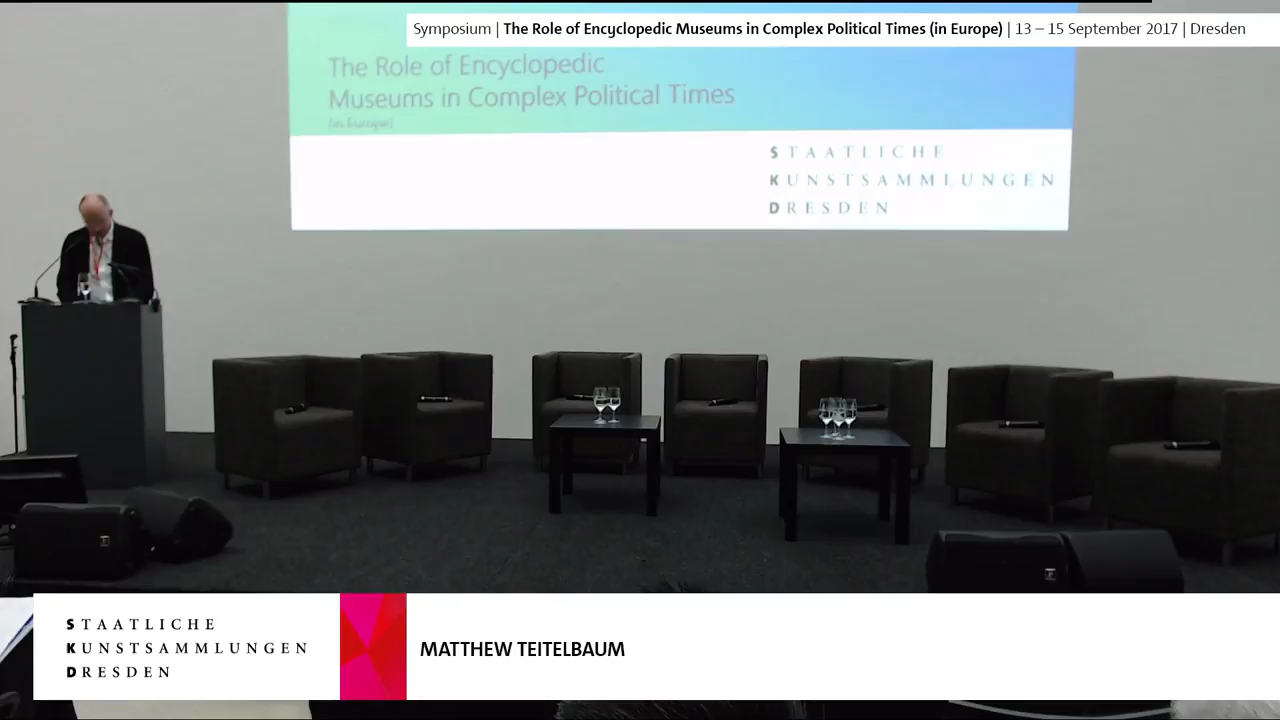 Symposium | The Role of Encyclopedic Museums in Complex Political Times (in Europe) | 13 – 15 September 2017 | Dresden
The Role of Encyclopedic
Museums in Complex Political Times
(in Europe)
STAATLICHE
KUNSTSAMMLUNGEN
DRESDEN
STAATLICHE
KUNSTSAMMLUNGEN
DRESDEN
MATTHEW TEITELBAUM